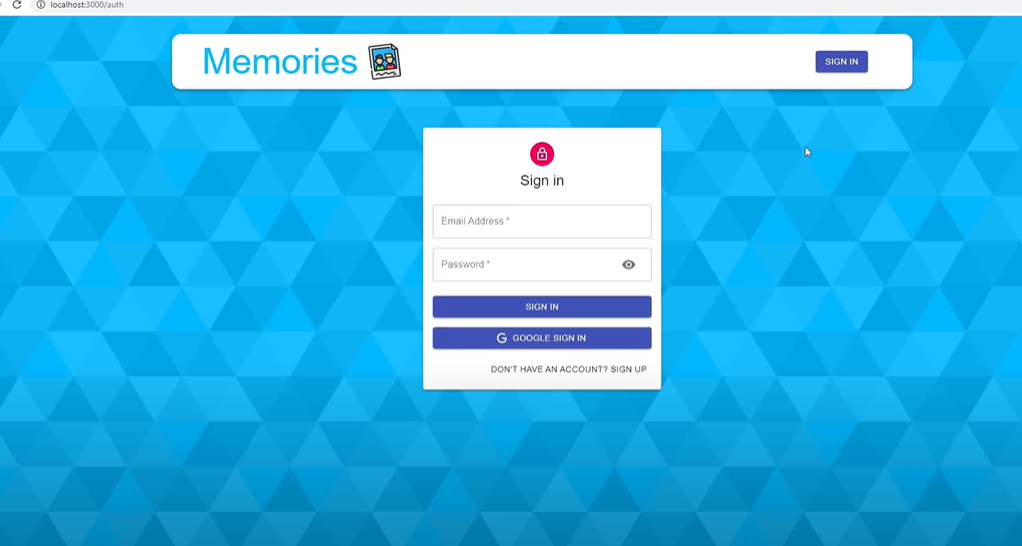 localhost:3000/auth
Memories
SIGN IN
Sign in
Email Address *
Password *
SIGN IN
GOOGLE SIGN IN
DON'T HAVE AN ACCOUNT? SIGN UP